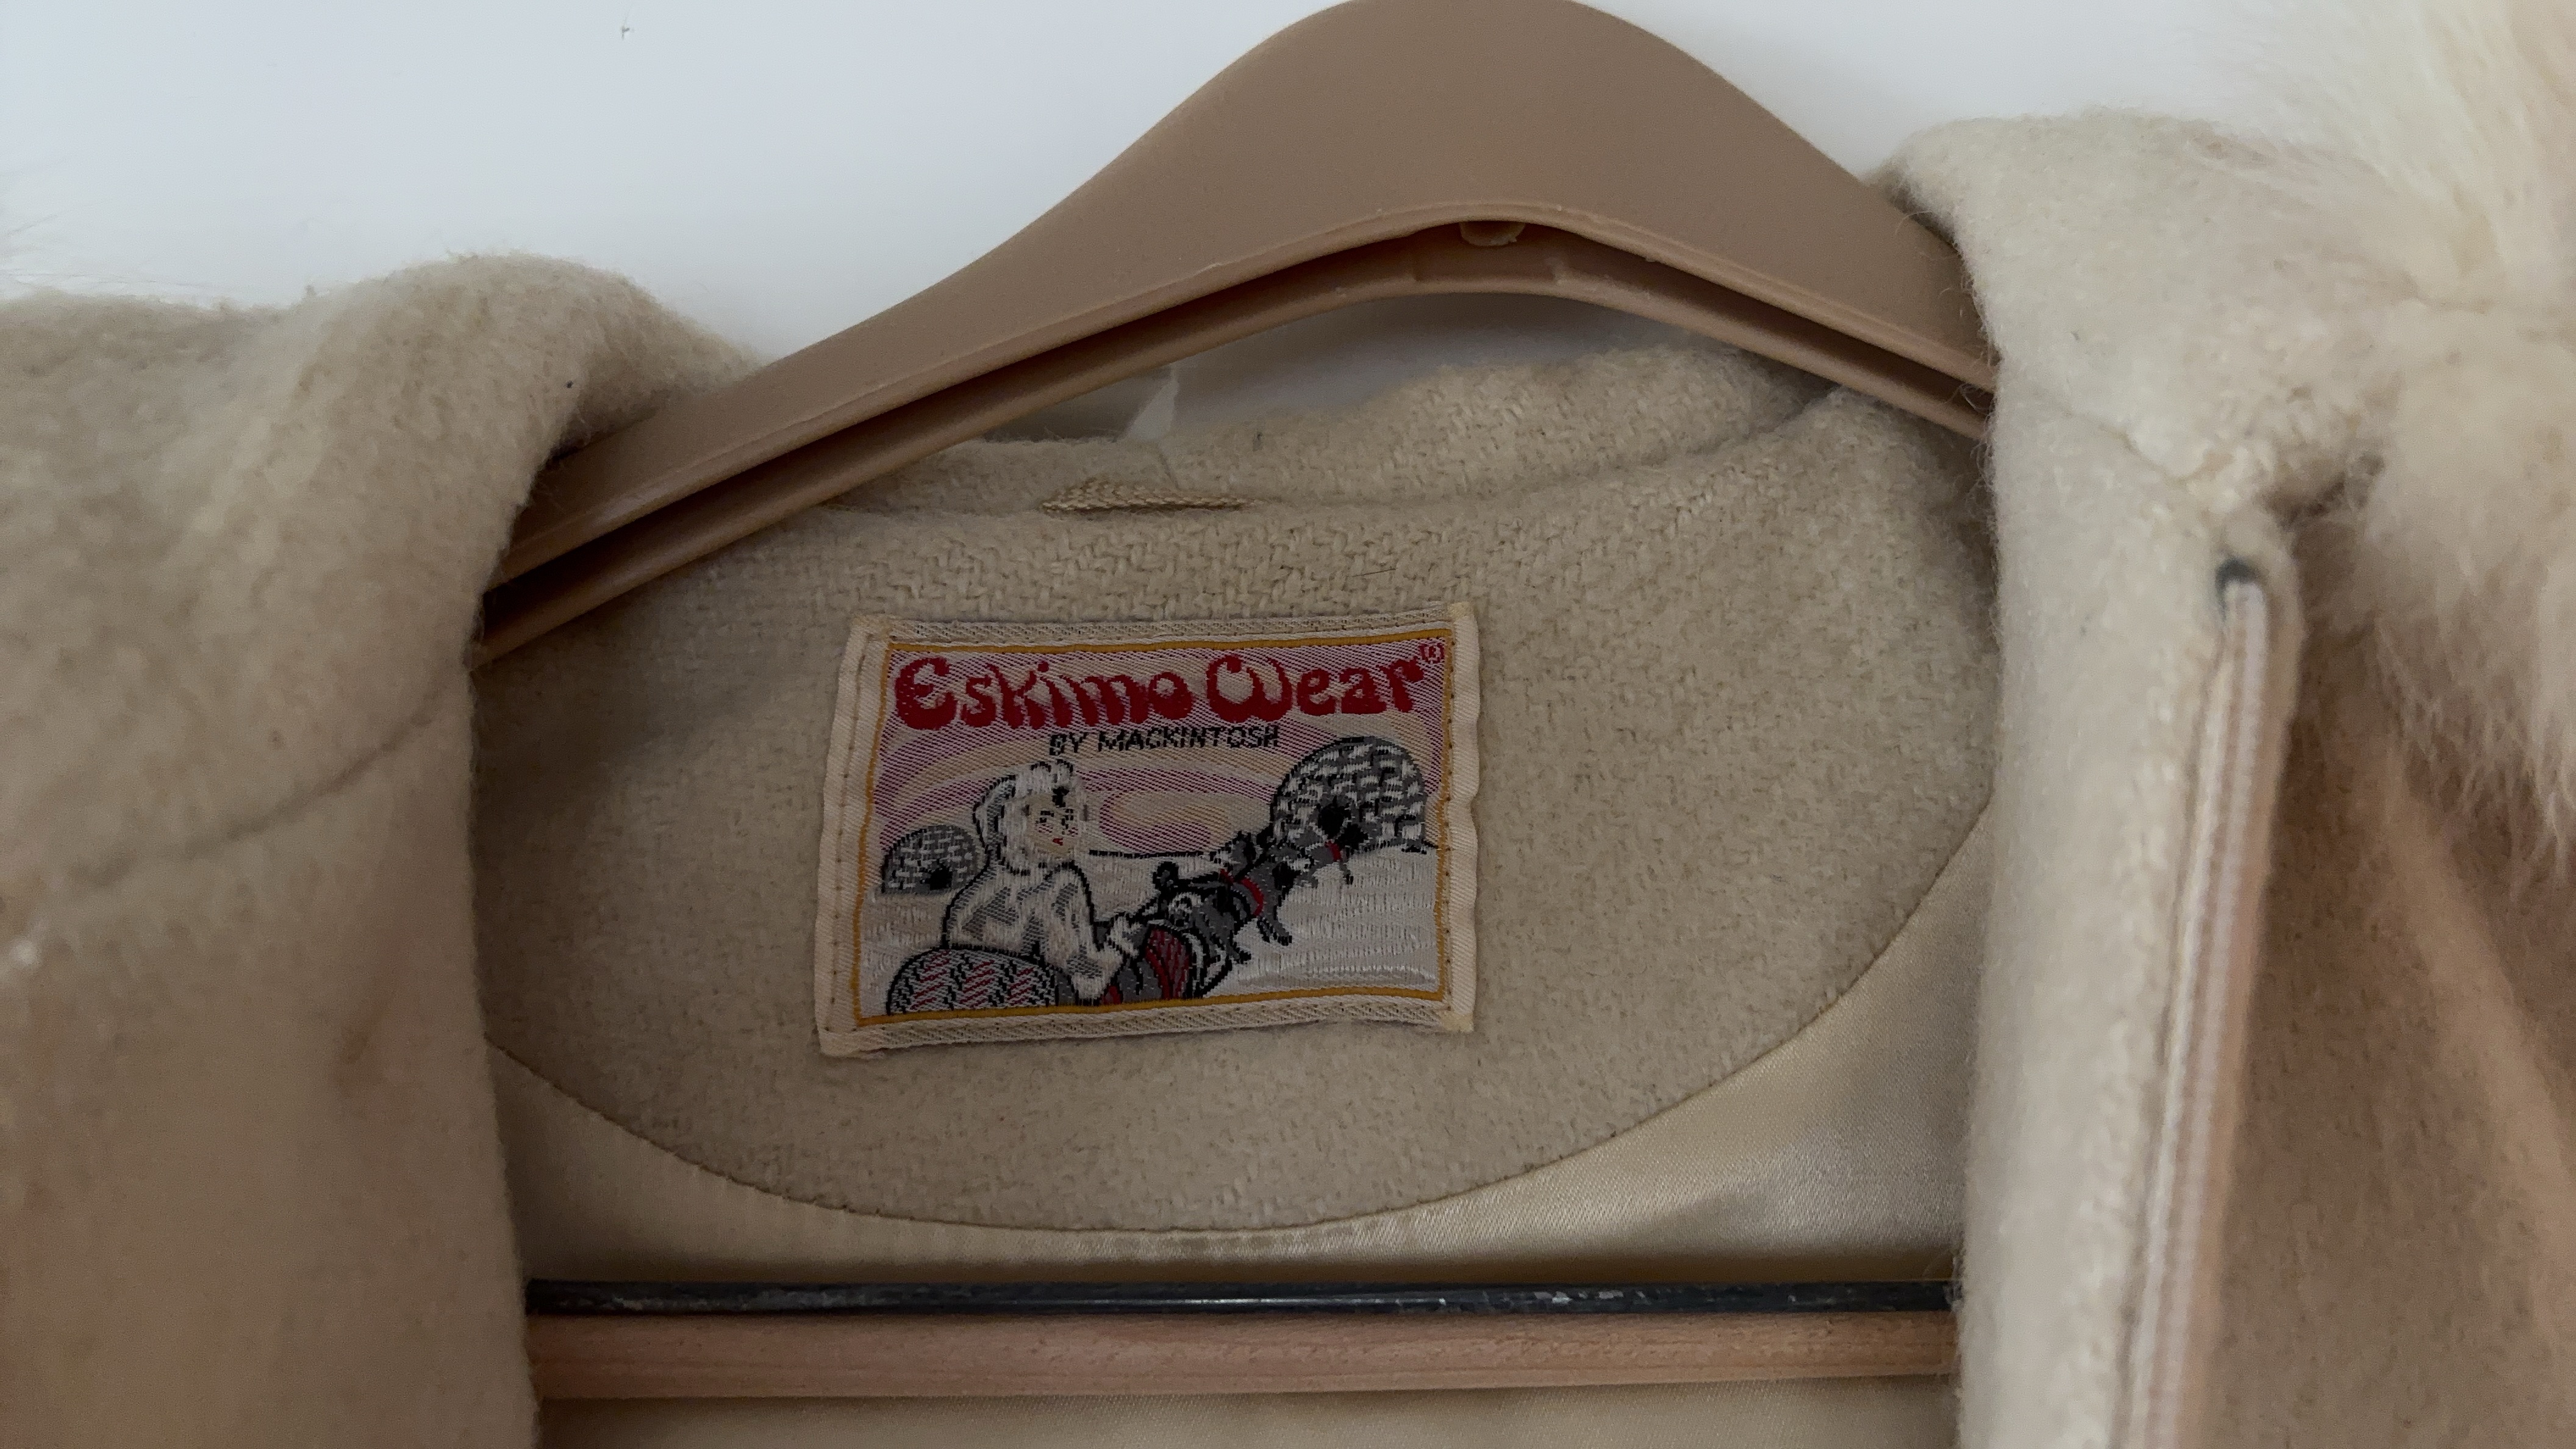 Eskimo Wear®
BY MACKINTOSH